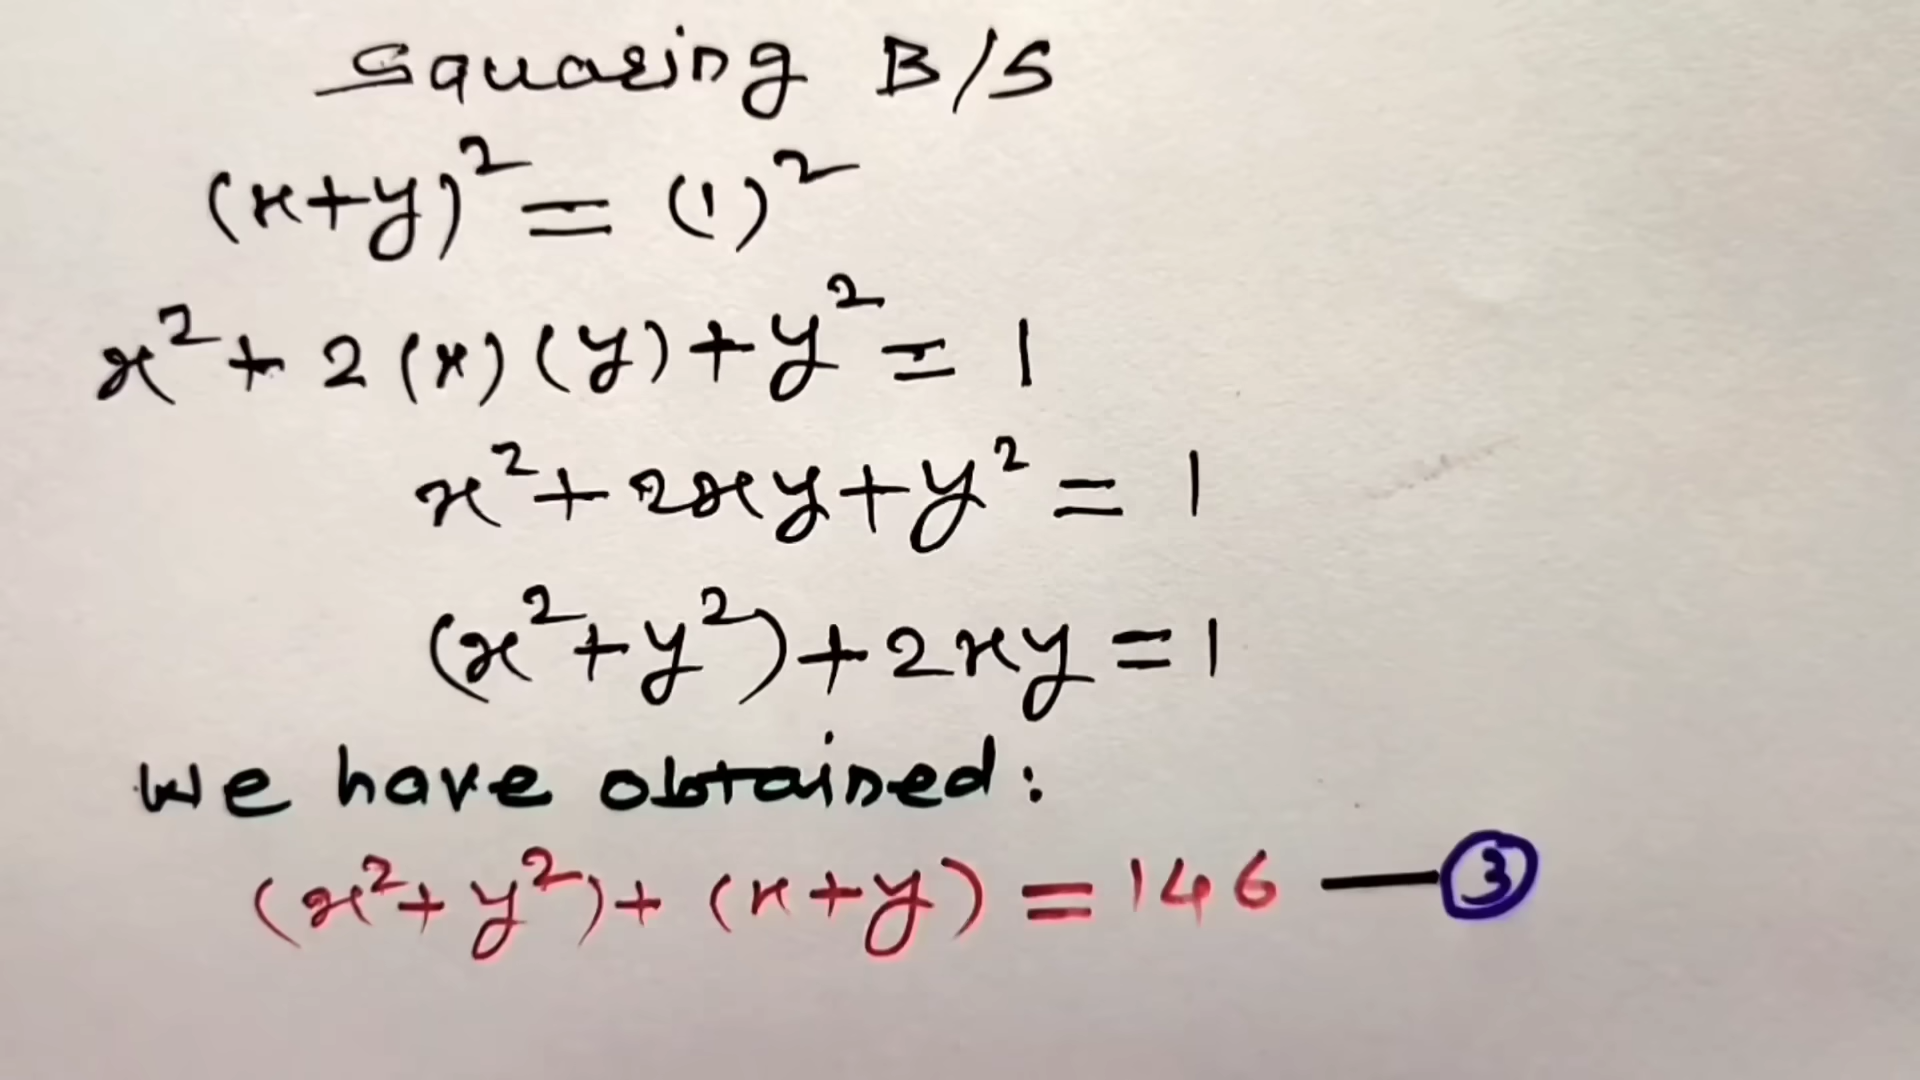 Squaring B/S
(x+y)² = (1)²
x² + 2(x)(y) + y² = 1
x² + 2xy + y² = 1
(x² + y²) + 2xy = 1
we have obtained:
(x² + y²) + (x + y) = 146 — ③